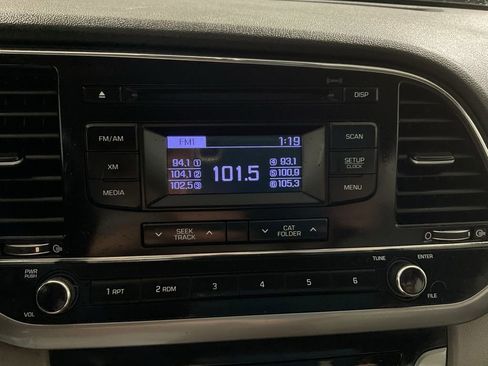 DISP
FM/AM
FM1 1:19
SCAN
94.1 1 4 93.1
XM
104.1 2 101.5 5 100.9
SETUP
CLOCK
102.5 3 6 105.3
MEDIA
MENU
SEEK
TRACK
CAT
FOLDER
PWR
PUSH
TUNE ENTER
1 RPT 2 RDM 3 4 5 6
VOL
FILE